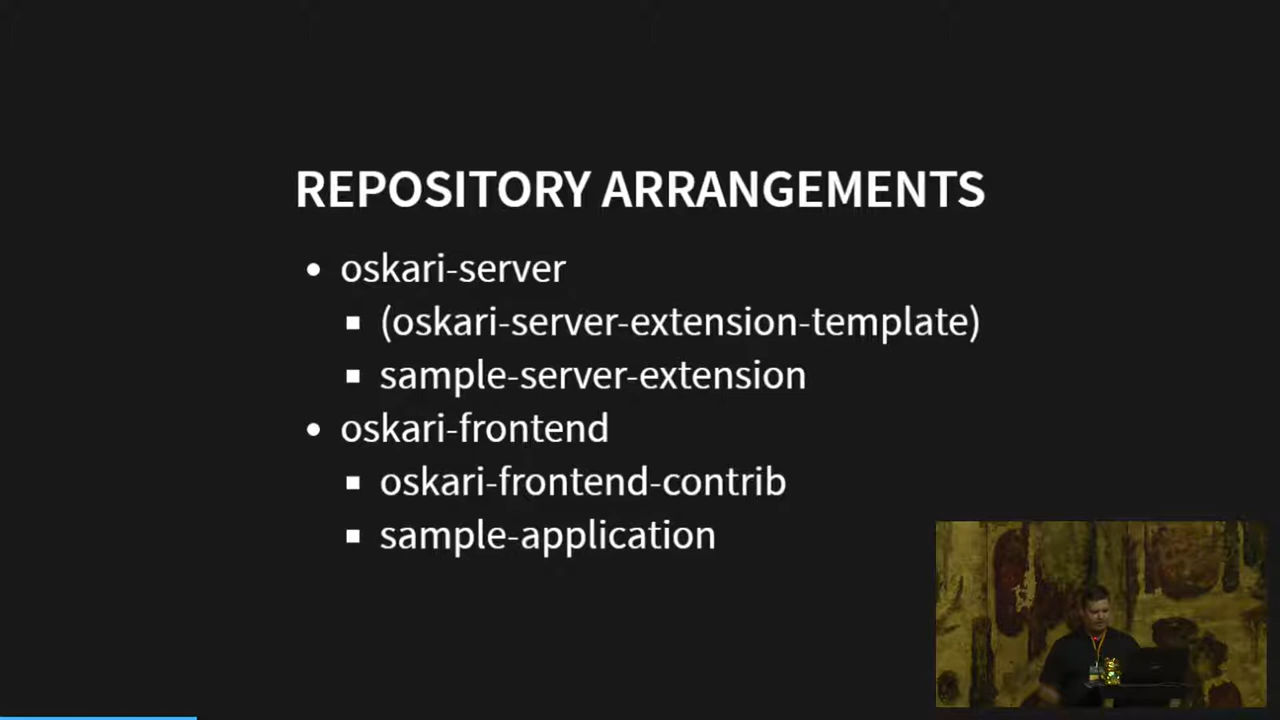 REPOSITORY ARRANGEMENTS
oskari-server
(oskari-server-extension-template)
sample-server-extension
oskari-frontend
oskari-frontend-contrib
sample-application